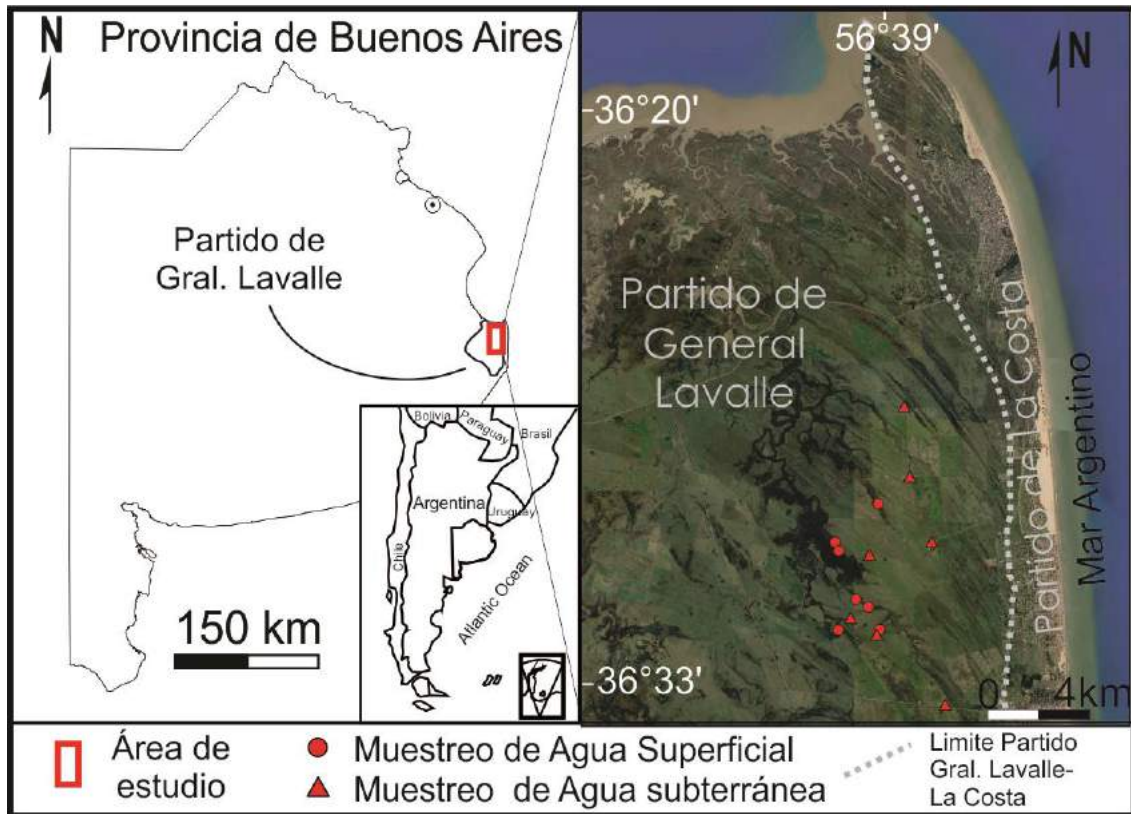 N
Provincia de Buenos Aires
Partido de
Gral. Lavalle
150 km
Bolivia
Paraguay
Brasil
Argentina
Uruguay
Chile
Atlantic Ocean
56°39'
N
-36°20'
Partido de
General
Lavalle
Partido de La Costa
Mar Argentino
-36°33'
0 4km
Área de
estudio
Muestreo de Agua Superficial
Muestreo de Agua subterránea
Limite Partido
Gral. Lavalle-
La Costa